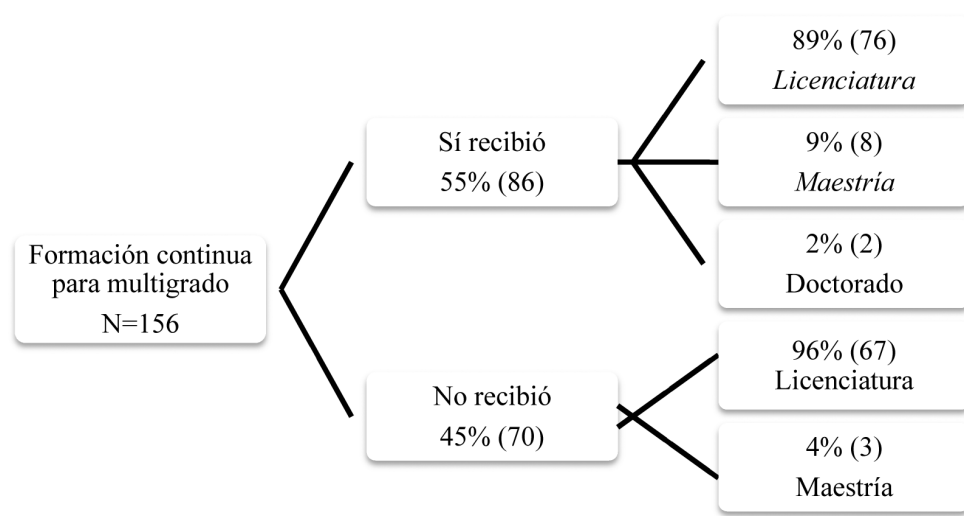 Formación continua
para multigrado
N=156
Sí recibió
55% (86)
89% (76)
Licenciatura
9% (8)
Maestría
2% (2)
Doctorado
No recibió
45% (70)
96% (67)
Licenciatura
4% (3)
Maestría